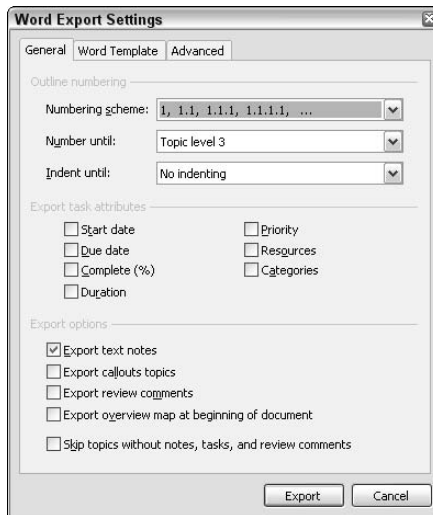 Word Export Settings
General Word Template Advanced
Outline numbering
Numbering scheme: 1, 1.1, 1.1.1, 1.1.1.1, ...
Number until: Topic level 3
Indent until: No indenting
Export task attributes
Start date Priority
Due date Resources
Complete (%) Categories
Duration
Export options
Export text notes
Export callouts topics
Export review comments
Export overview map at beginning of document
Skip topics without notes, tasks, and review comments
Export Cancel